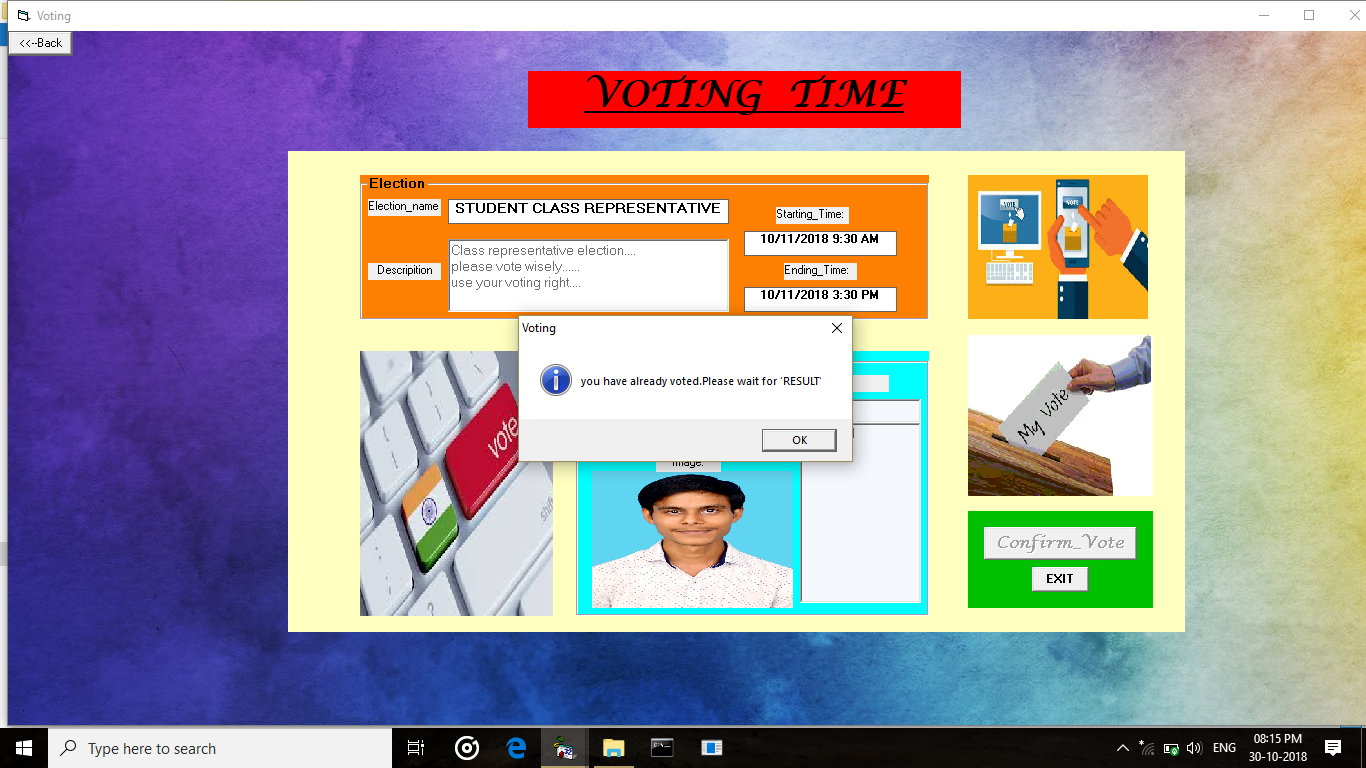 Voting
<<--Back
VOTING TIME
Election
Election_name
STUDENT CLASS REPRESENTATIVE
Starting_Time:
10/11/2018 9:30 AM
Descripition
Class representative election....
please vote wisely......
use your voting right....
Ending_Time:
10/11/2018 3:30 PM
VOTE
VOTE
Voting
you have already voted.Please wait for 'RESULT'
OK
vote
shift
Image:
My Vote
Confirm_Vote
EXIT
Type here to search
ENG
08:15 PM
30-10-2018